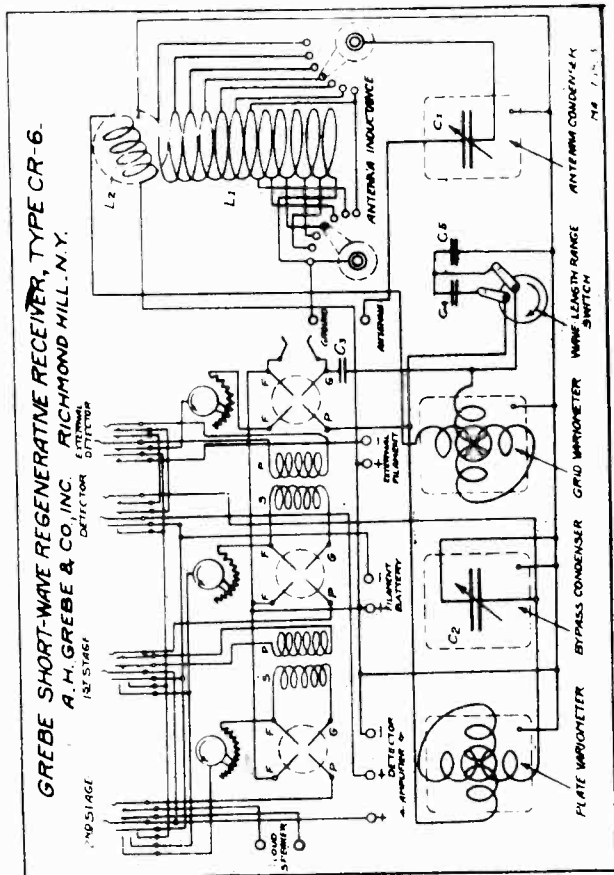 GREBE SHORT-WAVE REGENERATIVE RECEIVER, TYPE CR-6.
A.H. GREBE & CO. INC. RICHMOND HILL. N.Y.
2ND STAGE
1ST STAGE
DETECTOR
EXTERNAL
DETECTOR
LOUD
SPEAKER
F
F
P
G
S
P
F
F
P
G
S
P
F
F
P
G
C3
L2
L1
ANTENNA INDUCTANCE
+
+ DETECTOR -
- AMPLIFIER +
+ -
FILAMENT
BATTERY
+ -
EXTERNAL
FILAMENT
ANTENNA
GROUND
C2
C4
C5
C1
PLATE VARIOMETER
BYPASS CONDENSER
GRID VARIOMETER
WAVE LENGTH RANGE
SWITCH
ANTENNA CONDENSER